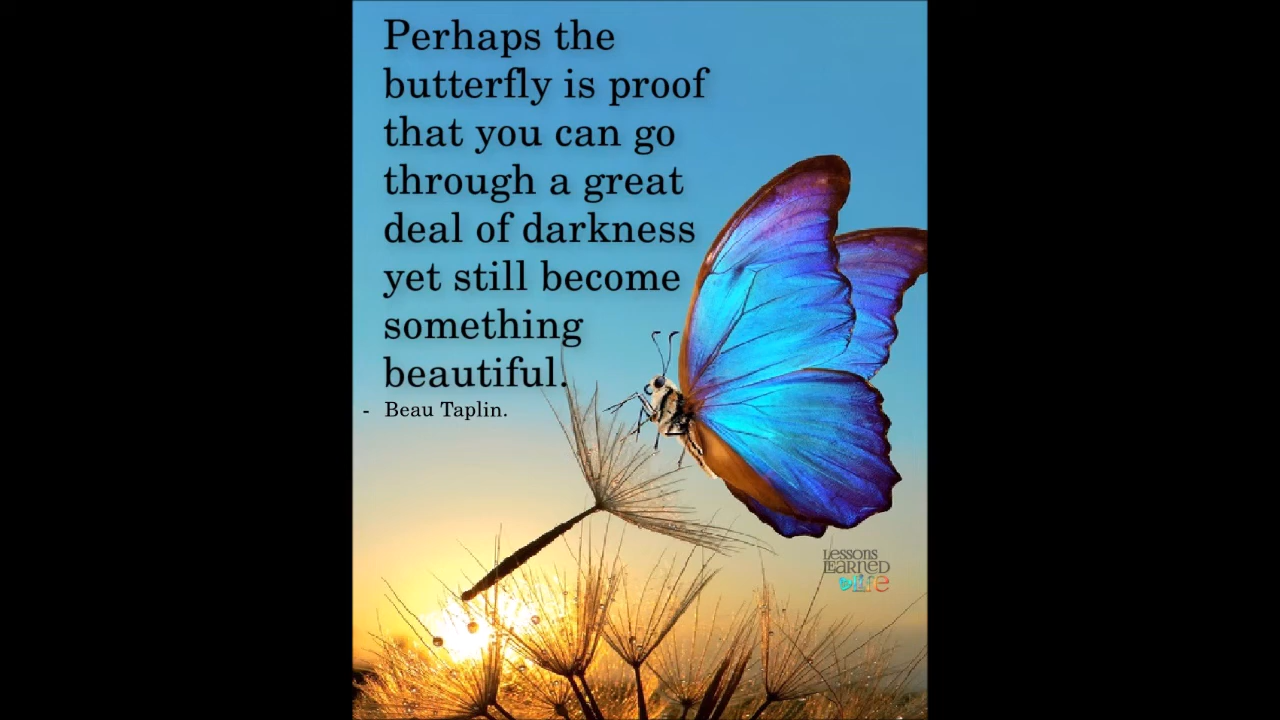 Perhaps the
butterfly is proof
that you can go
through a great
deal of darkness
yet still become
something
beautiful.
- Beau Taplin.
Lessons
Learned
in Life